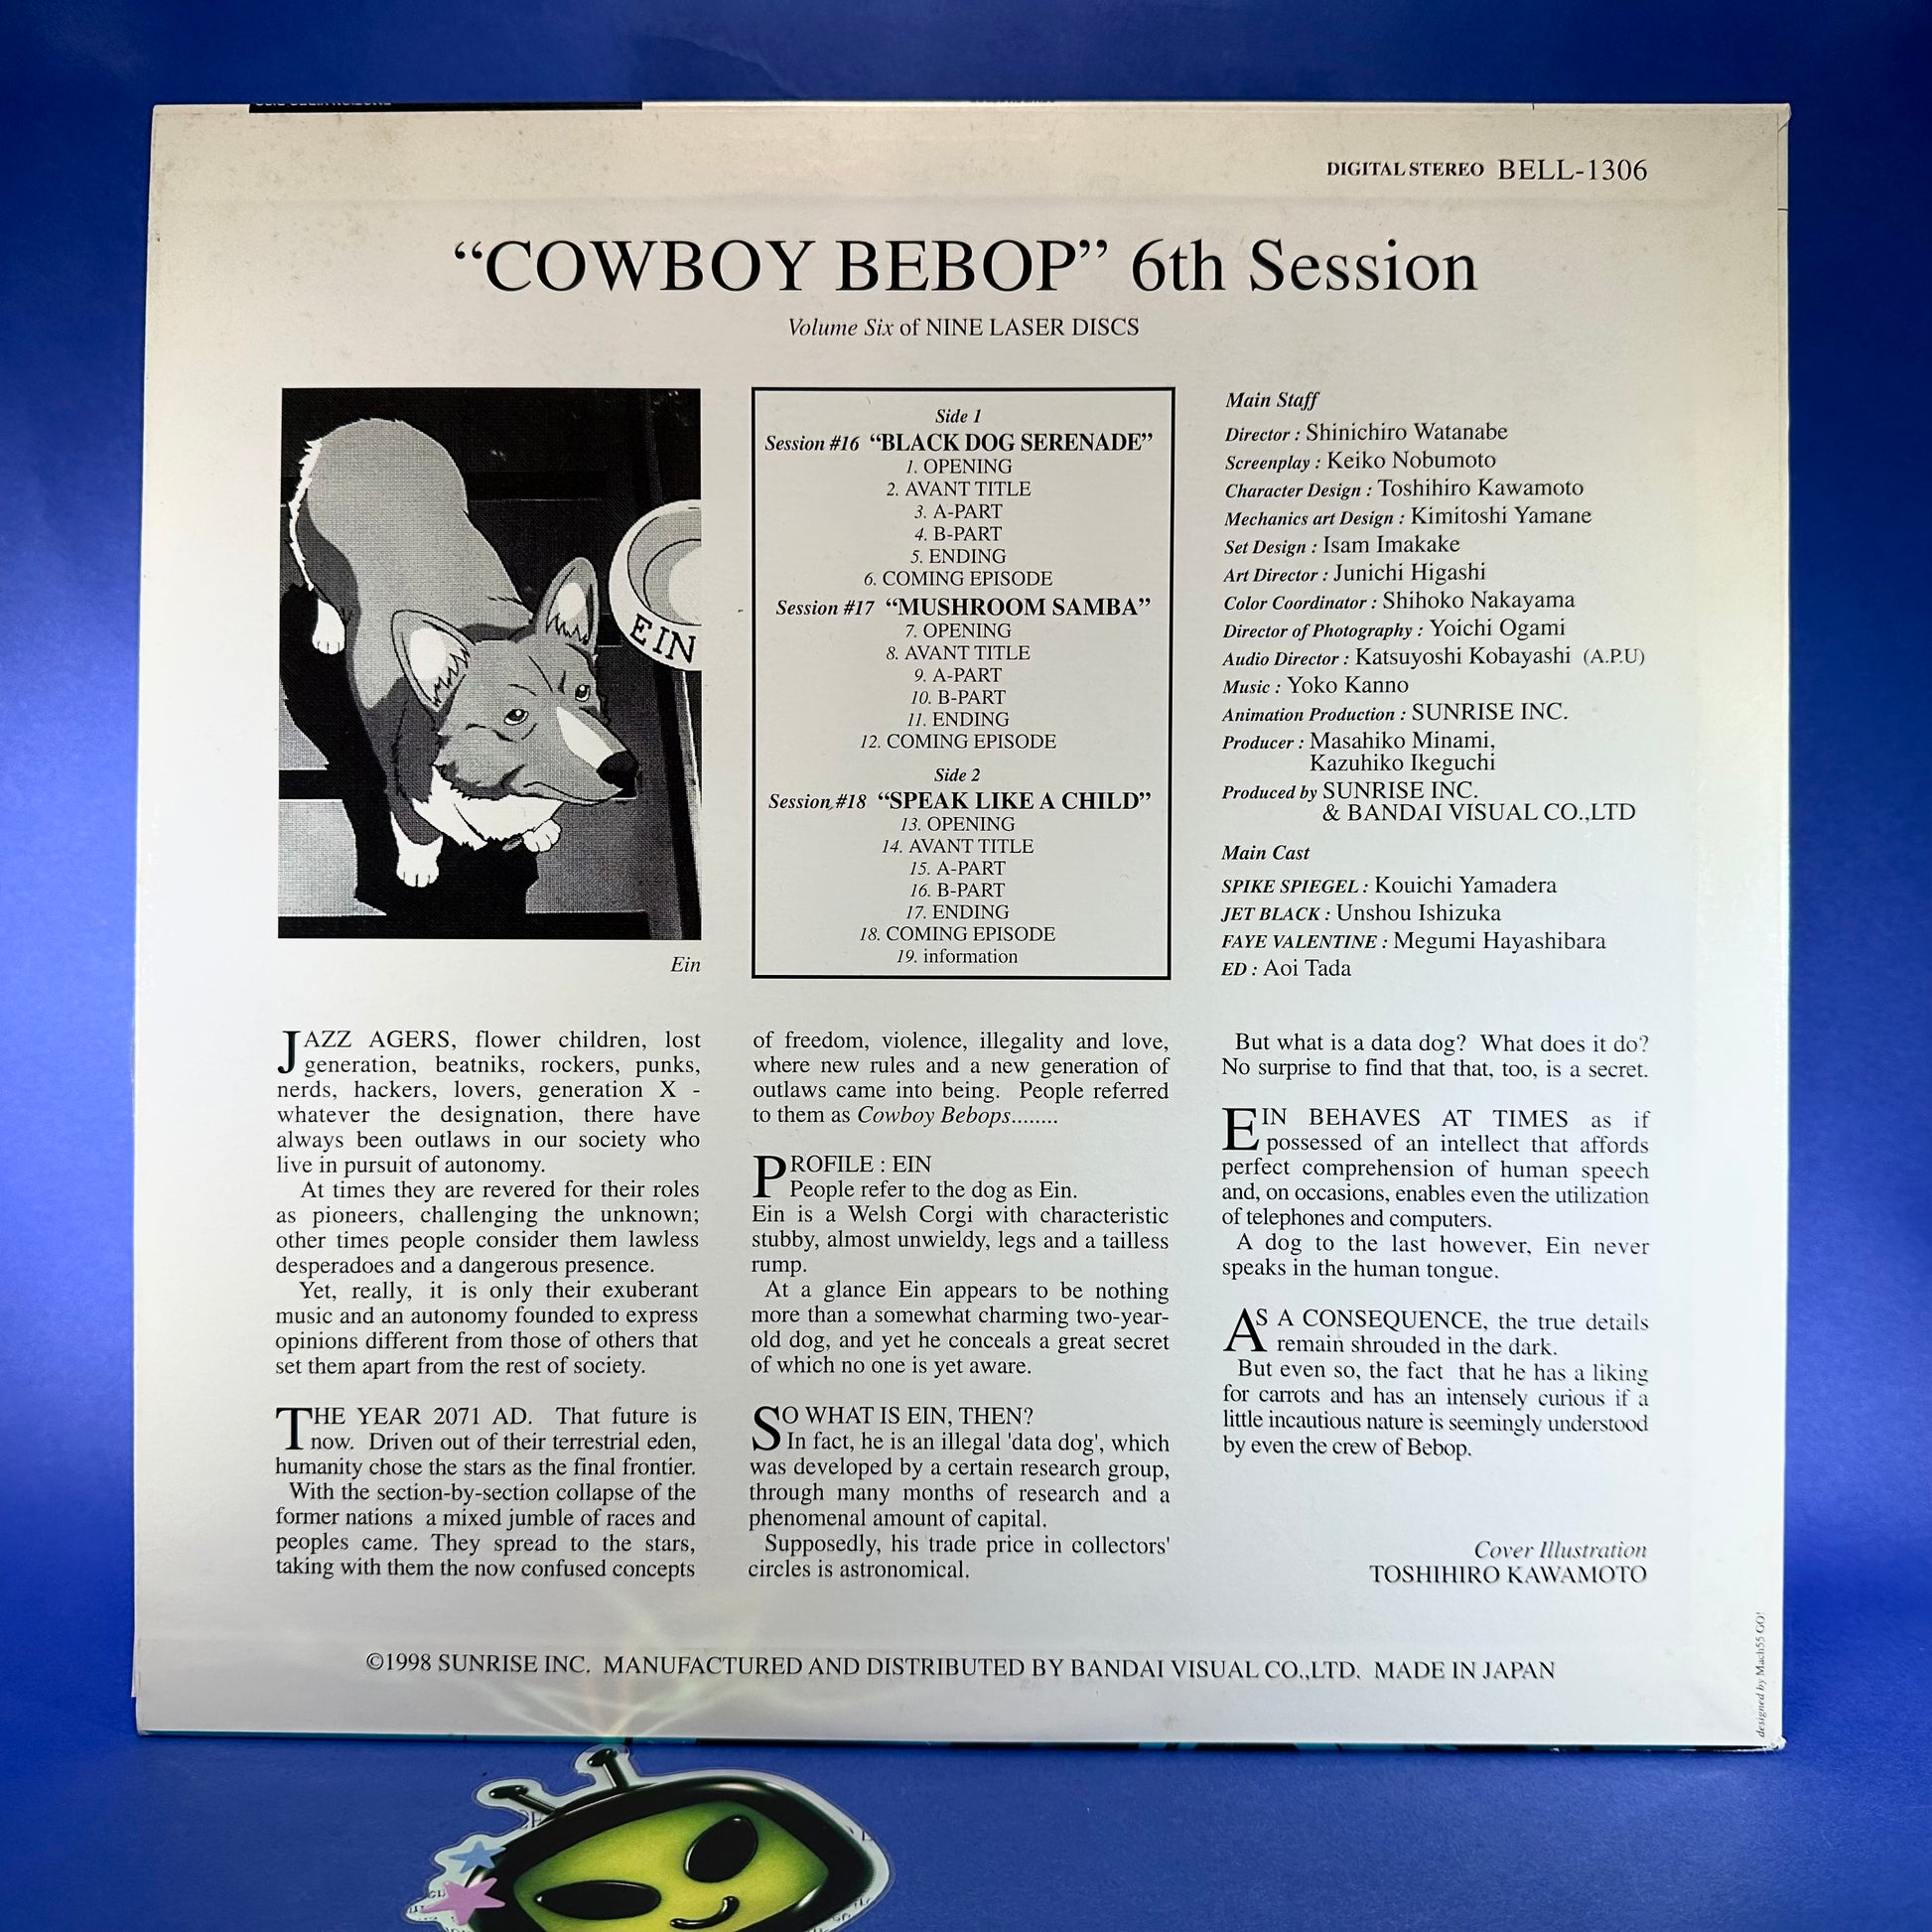 DIGITAL STEREO BELL-1306
“COWBOY BEBOP” 6th Session
Volume Six of NINE LASER DISCS
EIN
Ein
Side 1
Session #16 “BLACK DOG SERENADE”
1. OPENING
2. AVANT TITLE
3. A-PART
4. B-PART
5. ENDING
6. COMING EPISODE
Session #17 “MUSHROOM SAMBA”
7. OPENING
8. AVANT TITLE
9. A-PART
10. B-PART
11. ENDING
12. COMING EPISODE
Side 2
Session #18 “SPEAK LIKE A CHILD”
13. OPENING
14. AVANT TITLE
15. A-PART
16. B-PART
17. ENDING
18. COMING EPISODE
19. information
Main Staff
Director : Shinichiro Watanabe
Screenplay : Keiko Nobumoto
Character Design : Toshihiro Kawamoto
Mechanics art Design : Kimitoshi Yamane
Set Design : Isam Imakake
Art Director : Junichi Higashi
Color Coordinator : Shihoko Nakayama
Director of Photography : Yoichi Ogami
Audio Director : Katsuyoshi Kobayashi (A.P.U)
Music : Yoko Kanno
Animation Production : SUNRISE INC.
Producer : Masahiko Minami,
Kazuhiko Ikeguchi
Produced by SUNRISE INC.
& BANDAI VISUAL CO.,LTD
Main Cast
SPIKE SPIEGEL : Kouichi Yamadera
JET BLACK : Unshou Ishizuka
FAYE VALENTINE : Megumi Hayashibara
ED : Aoi Tada
JAZZ AGERS, flower children, lost
generation, beatniks, rockers, punks,
nerds, hackers, lovers, generation X -
whatever the designation, there have
always been outlaws in our society who
live in pursuit of autonomy.
At times they are revered for their roles
as pioneers, challenging the unknown;
other times people consider them lawless
desperadoes and a dangerous presence.
Yet, really, it is only their exuberant
music and an autonomy founded to express
opinions different from those of others that
set them apart from the rest of society.
THE YEAR 2071 AD. That future is
now. Driven out of their terrestrial eden,
humanity chose the stars as the final frontier.
With the section-by-section collapse of the
former nations a mixed jumble of races and
peoples came. They spread to the stars,
taking with them the now confused concepts
of freedom, violence, illegality and love,
where new rules and a new generation of
outlaws came into being. People referred
to them as Cowboy Bebops........
PROFILE : EIN
People refer to the dog as Ein.
Ein is a Welsh Corgi with characteristic
stubby, almost unwieldy, legs and a tailless
rump.
At a glance Ein appears to be nothing
more than a somewhat charming two-year-
old dog, and yet he conceals a great secret
of which no one is yet aware.
SO WHAT IS EIN, THEN?
In fact, he is an illegal 'data dog', which
was developed by a certain research group,
through many months of research and a
phenomenal amount of capital.
Supposedly, his trade price in collectors'
circles is astronomical.
But what is a data dog? What does it do?
No surprise to find that that, too, is a secret.
EIN BEHAVES AT TIMES as if
possessed of an intellect that affords
perfect comprehension of human speech
and, on occasions, enables even the utilization
of telephones and computers.
A dog to the last however, Ein never
speaks in the human tongue.
AS A CONSEQUENCE, the true details
remain shrouded in the dark.
But even so, the fact that he has a liking
for carrots and has an intensely curious if a
little incautious nature is seemingly understood
by even the crew of Bebop.
Cover Illustration
TOSHIHIRO KAWAMOTO
designed by Mach55 GO!
©1998 SUNRISE INC. MANUFACTURED AND DISTRIBUTED BY BANDAI VISUAL CO.,LTD. MADE IN JAPAN